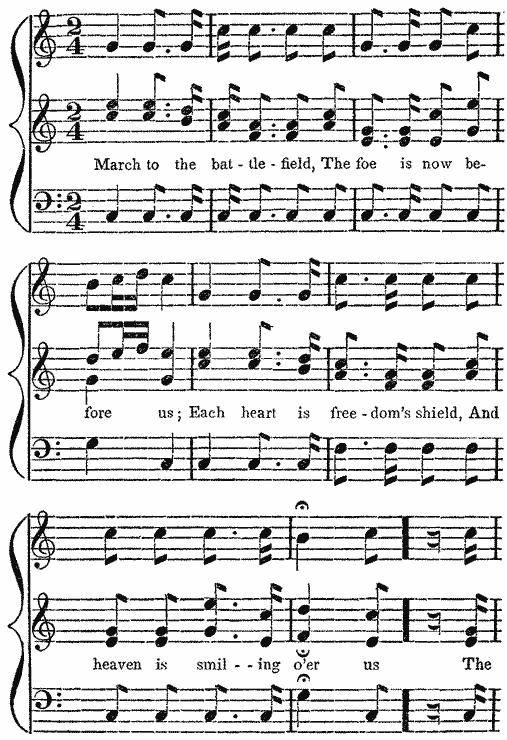 March to the bat - tle - field, The foe is now be-
fore us; Each heart is free - dom's shield, And
heaven is smil - - ing o'er us The